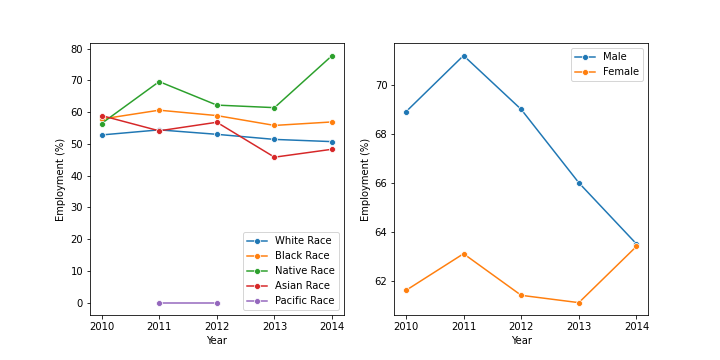 80
70
60
50
40
30
20
10
0
Employment (%)
2010 2011 2012 2013 2014
Year
White Race
Black Race
Native Race
Asian Race
Pacific Race
70
68
66
64
62
Employment (%)
2010 2011 2012 2013 2014
Year
Male
Female